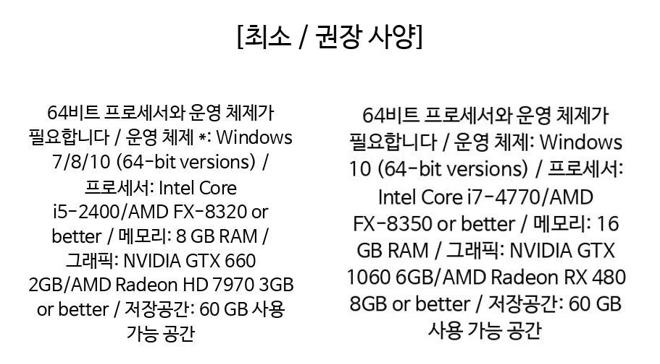 [최소 / 권장 사양]
64비트 프로세서와 운영 체제가
필요합니다 / 운영 체제 *: Windows
7/8/10 (64-bit versions) /
프로세서: Intel Core
i5-2400/AMD FX-8320 or
better / 메모리: 8 GB RAM /
그래픽: NVIDIA GTX 660
2GB/AMD Radeon HD 7970 3GB
or better / 저장공간: 60 GB 사용
가능 공간
64비트 프로세서와 운영 체제가
필요합니다 / 운영 체제: Windows
10 (64-bit versions) / 프로세서:
Intel Core i7-4770/AMD
FX-8350 or better / 메모리: 16
GB RAM / 그래픽: NVIDIA GTX
1060 6GB/AMD Radeon RX 480
8GB or better / 저장공간: 60 GB
사용 가능 공간